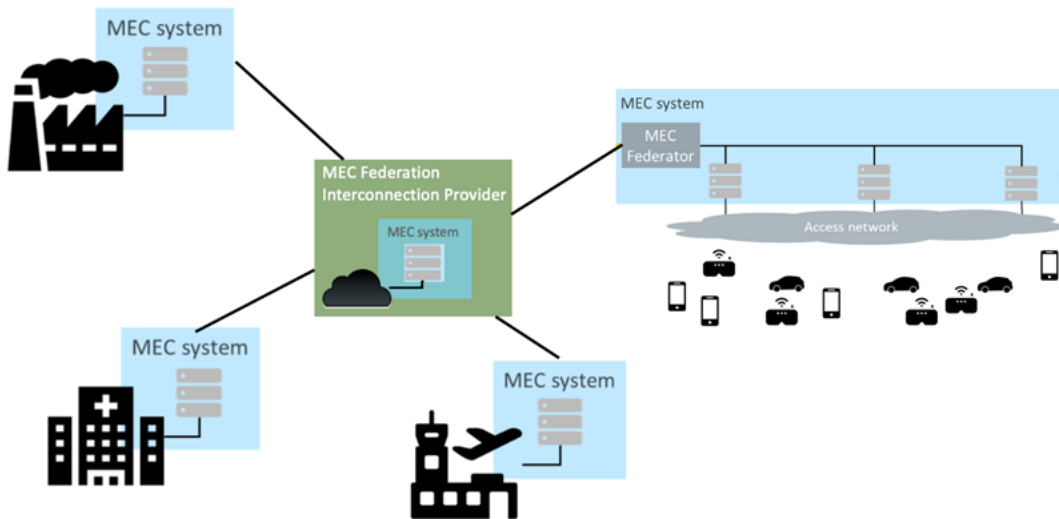 MEC system
MEC system
MEC
Federator
MEC Federation
Interconnection Provider
MEC system
Access network
MEC system
MEC system